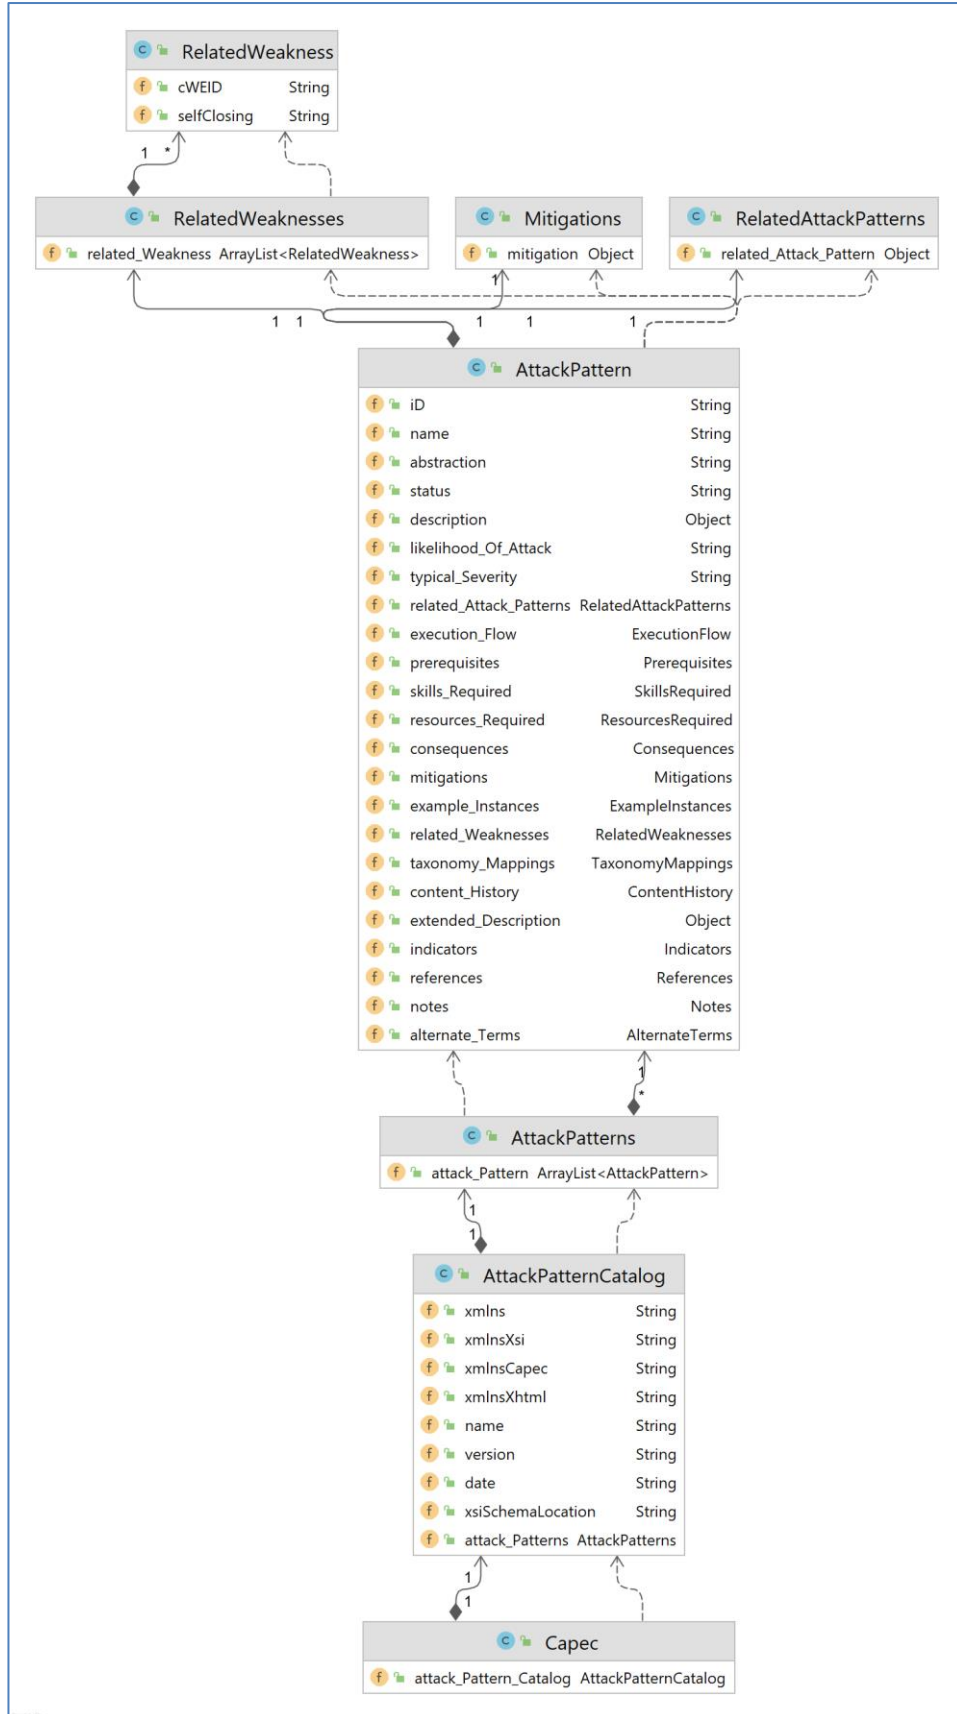 RelatedWeakness
cWEID String
selfClosing String
1 *
RelatedWeaknesses
related_Weakness ArrayList<RelatedWeakness>
Mitigations
mitigation Object
RelatedAttackPatterns
related_Attack_Pattern Object
1
1 1 1 1 1
AttackPattern
iD String
name String
abstraction String
status String
description Object
likelihood_Of_Attack String
typical_Severity String
related_Attack_Patterns RelatedAttackPatterns
execution_Flow ExecutionFlow
prerequisites Prerequisites
skills_Required SkillsRequired
resources_Required ResourcesRequired
consequences Consequences
mitigations Mitigations
example_Instances ExampleInstances
related_Weaknesses RelatedWeaknesses
taxonomy_Mappings TaxonomyMappings
content_History ContentHistory
extended_Description Object
indicators Indicators
references References
notes Notes
alternate_Terms AlternateTerms
1
*
AttackPatterns
attack_Pattern ArrayList<AttackPattern>
1
1
AttackPatternCatalog
xmlns String
xmlnsXsi String
xmlnsCapec String
xmlnsXhtml String
name String
version String
date String
xsiSchemaLocation String
attack_Patterns AttackPatterns
1
1
Capec
attack_Pattern_Catalog AttackPatternCatalog